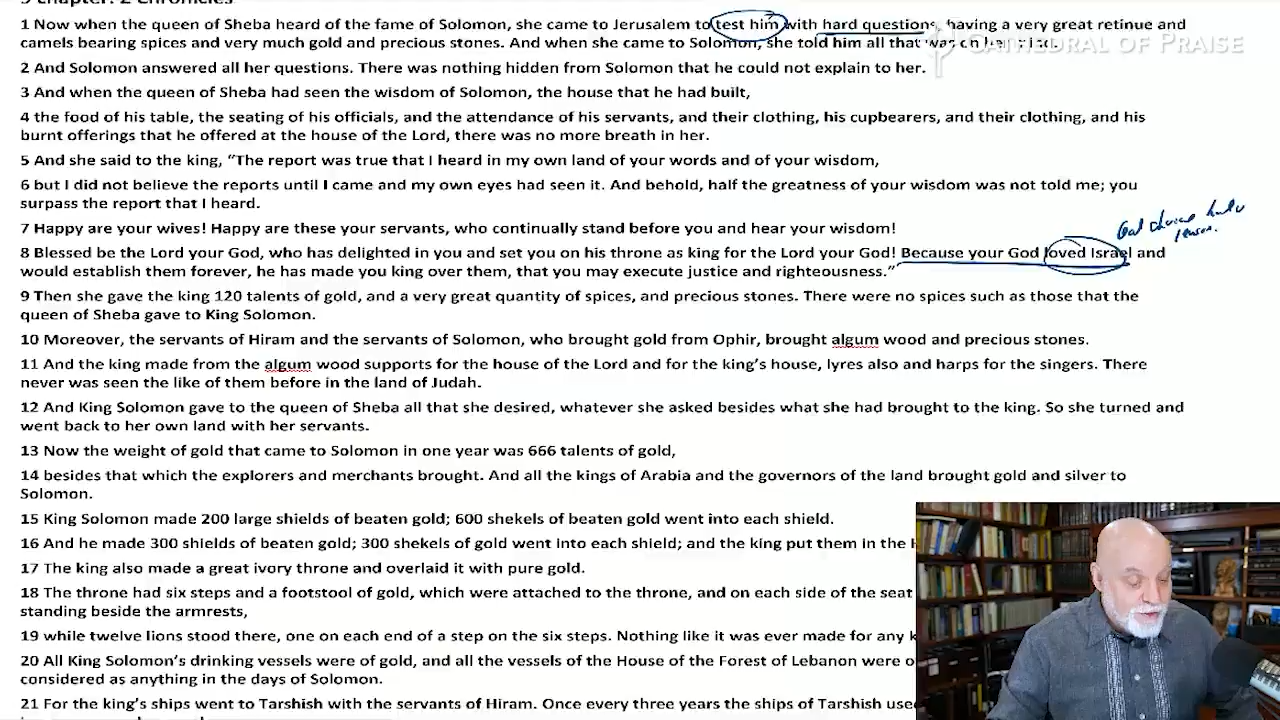 9 chapter. 2 Chronicles
1 Now when the queen of Sheba heard of the fame of Solomon, she came to Jerusalem to test him with hard questions, having a very great retinue and
camels bearing spices and very much gold and precious stones. And when she came to Solomon, she told him all that was on her mind.
CATHEDRAL OF PRAISE
2 And Solomon answered all her questions. There was nothing hidden from Solomon that he could not explain to her.
3 And when the queen of Sheba had seen the wisdom of Solomon, the house that he had built,
4 the food of his table, the seating of his officials, and the attendance of his servants, and their clothing, his cupbearers, and their clothing, and his
burnt offerings that he offered at the house of the Lord, there was no more breath in her.
5 And she said to the king, “The report was true that I heard in my own land of your words and of your wisdom,
6 but I did not believe the reports until I came and my own eyes had seen it. And behold, half the greatness of your wisdom was not told me; you
surpass the report that I heard.
7 Happy are your wives! Happy are these your servants, who continually stand before you and hear your wisdom!
God
8 Blessed be the Lord your God, who has delighted in you and set you on his throne as king for the Lord your God! Because your God loved Israel and
would establish them forever, he has made you king over them, that you may execute justice and righteousness.”
9 Then she gave the king 120 talents of gold, and a very great quantity of spices, and precious stones. There were no spices such as those that the
queen of Sheba gave to King Solomon.
10 Moreover, the servants of Hiram and the servants of Solomon, who brought gold from Ophir, brought algum wood and precious stones.
11 And the king made from the algum wood supports for the house of the Lord and for the king’s house, lyres also and harps for the singers. There
never was seen the like of them before in the land of Judah.
12 And King Solomon gave to the queen of Sheba all that she desired, whatever she asked besides what she had brought to the king. So she turned and
went back to her own land with her servants.
13 Now the weight of gold that came to Solomon in one year was 666 talents of gold,
14 besides that which the explorers and merchants brought. And all the kings of Arabia and the governors of the land brought gold and silver to
Solomon.
15 King Solomon made 200 large shields of beaten gold; 600 shekels of beaten gold went into each shield.
16 And he made 300 shields of beaten gold; 300 shekels of gold went into each shield; and the king put them in the H
17 The king also made a great ivory throne and overlaid it with pure gold.
18 The throne had six steps and a footstool of gold, which were attached to the throne, and on each side of the seat
standing beside the armrests,
19 while twelve lions stood there, one on each end of a step on the six steps. Nothing like it was ever made for any k
20 All King Solomon’s drinking vessels were of gold, and all the vessels of the House of the Forest of Lebanon were o
considered as anything in the days of Solomon.
21 For the king’s ships went to Tarshish with the servants of Hiram. Once every three years the ships of Tarshish used